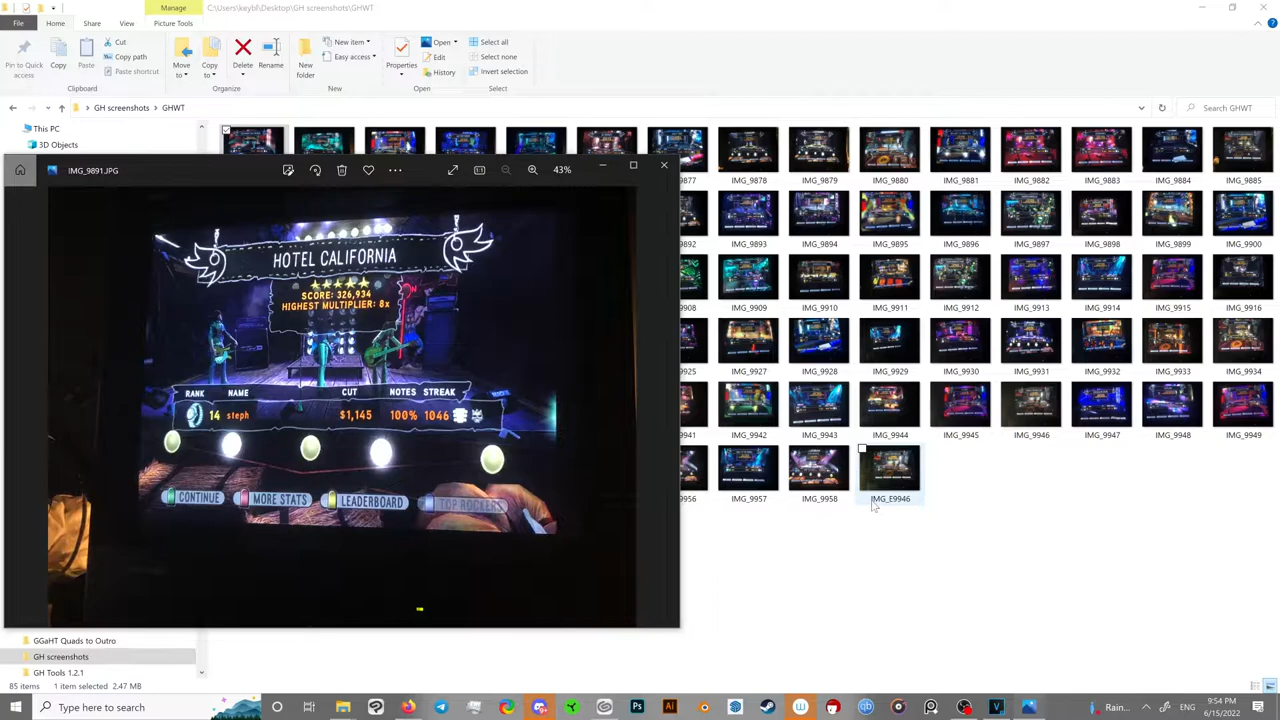 Manage
C:\Users\keybl\Desktop\GH screenshots\GHWT
File
Home
Share
View
Picture Tools
Pin to Quick access
Copy
Paste
Cut
Copy path
Paste shortcut
Move to
Copy to
Delete
Rename
New folder
New item
Easy access
Properties
Open
Edit
History
Select all
Select none
Invert selection
Clipboard
Organize
New
Open
Select
GH screenshots > GHWT
Search GHWT
This PC
3D Objects
IMG_9891.JPG
43%
HOTEL CALIFORNIA
SCORE: 326,934
HIGHEST MULTIPLIER: 8x
RANK NAME CUT NOTES STREAK
14 steph $1,145 100% 1046
CONTINUE MORE STATS LEADERBOARD TOP ROCKERS
9877 IMG_9878 IMG_9879 IMG_9880 IMG_9881 IMG_9882 IMG_9883 IMG_9884 IMG_9885
9892 IMG_9893 IMG_9894 IMG_9895 IMG_9896 IMG_9897 IMG_9898 IMG_9899 IMG_9900
9908 IMG_9909 IMG_9910 IMG_9911 IMG_9912 IMG_9913 IMG_9914 IMG_9915 IMG_9916
9925 IMG_9927 IMG_9928 IMG_9929 IMG_9930 IMG_9931 IMG_9932 IMG_9933 IMG_9934
9941 IMG_9942 IMG_9943 IMG_9944 IMG_9945 IMG_9946 IMG_9947 IMG_9948 IMG_9949
9956 IMG_9957 IMG_9958 IMG_E9946
GGaHT Quads to Outro
GH screenshots
GH Tools 1.2.1
85 items 1 item selected 2.47 MB
Type here to search
Rain...
ENG
9:54 PM
6/15/2022